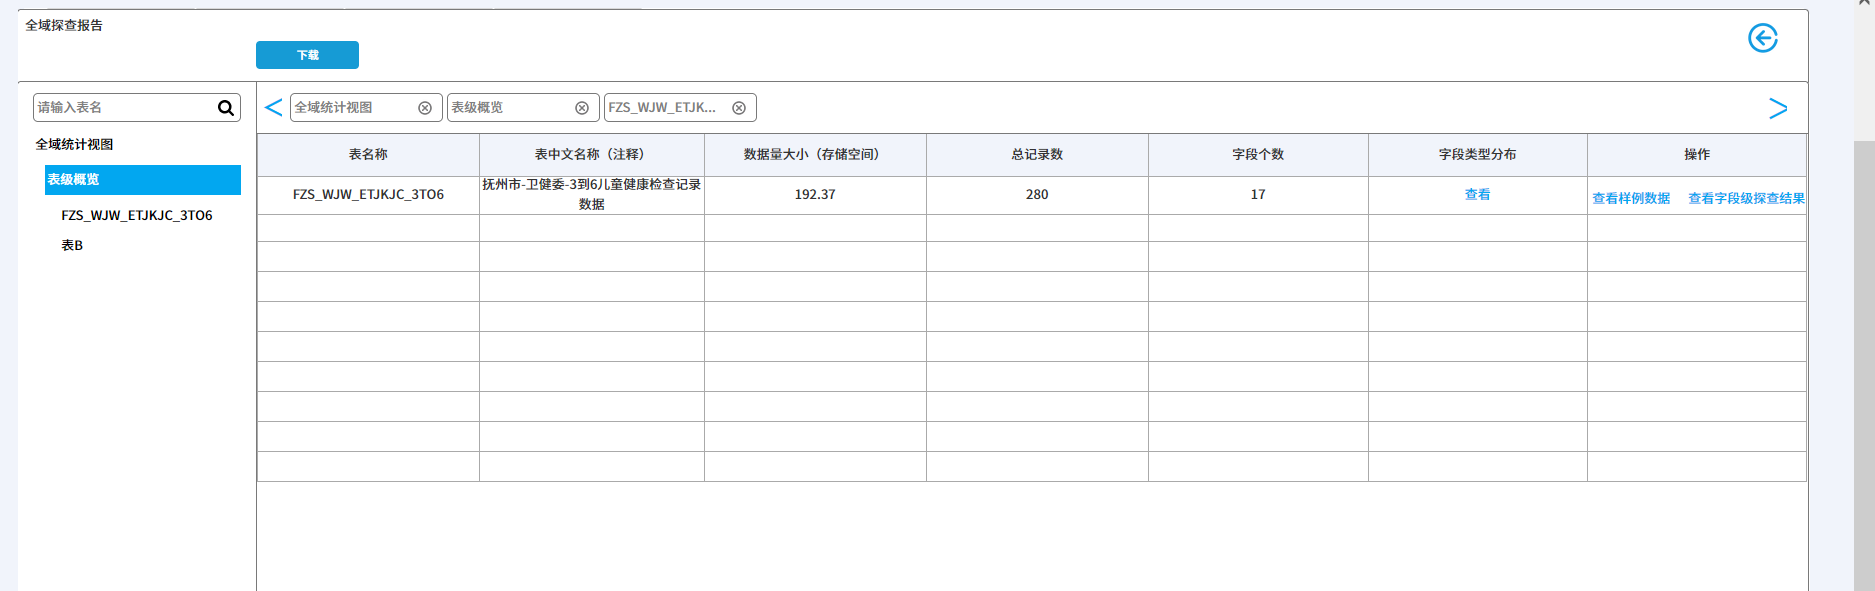 全域探查报告
下载
请输入表名
全域统计视图
表级概览
FZS_WJW_ETJKJC_3TO6
表B
全域统计视图
表级概览
FZS_WJW_ETJK...
表名称
表中文名称（注释）
数据量大小（存储空间）
总记录数
字段个数
字段类型分布
操作
FZS_WJW_ETJKJC_3TO6
抚州市-卫健委-3到6儿童健康检查记录
数据
192.37
280
17
查看
查看样例数据
查看字段级探查结果